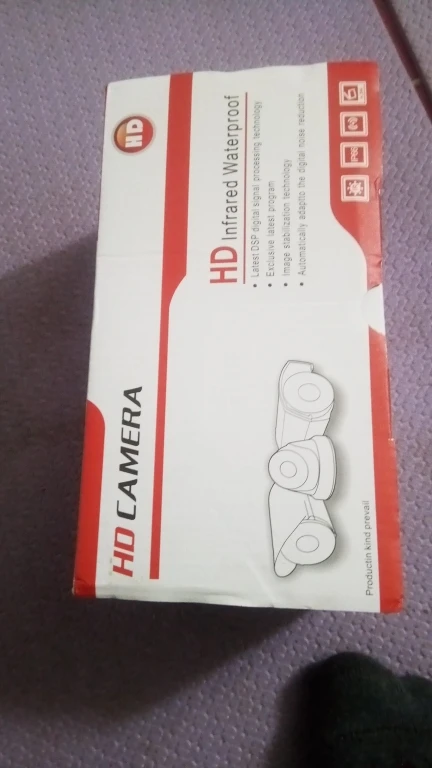 HD
HD CAMERA
HD Infrared Waterproof
• Latest DSP digital signal processing technology
• Exclusive latest program
• Image stabilization technology
• Automatically adaptto the digital noise reduction
IP66
Productin kind prevail